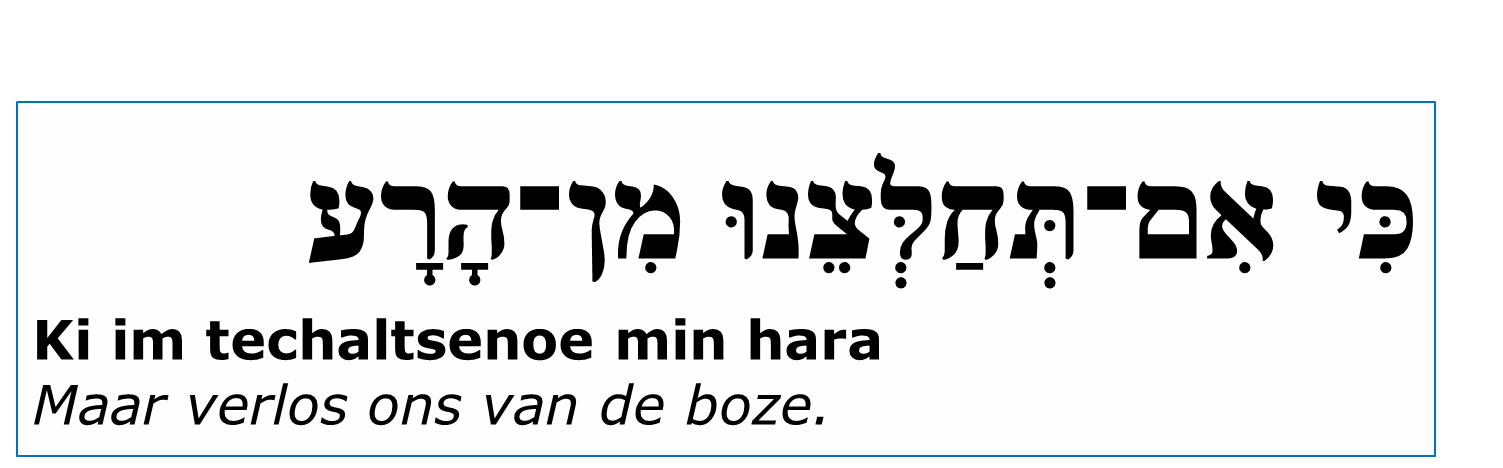 כִּי אִם־תְּחַלְּצֵנוּ מִן־הָרָע
Ki im techaltsenoe min hara
Maar verlos ons van de boze.